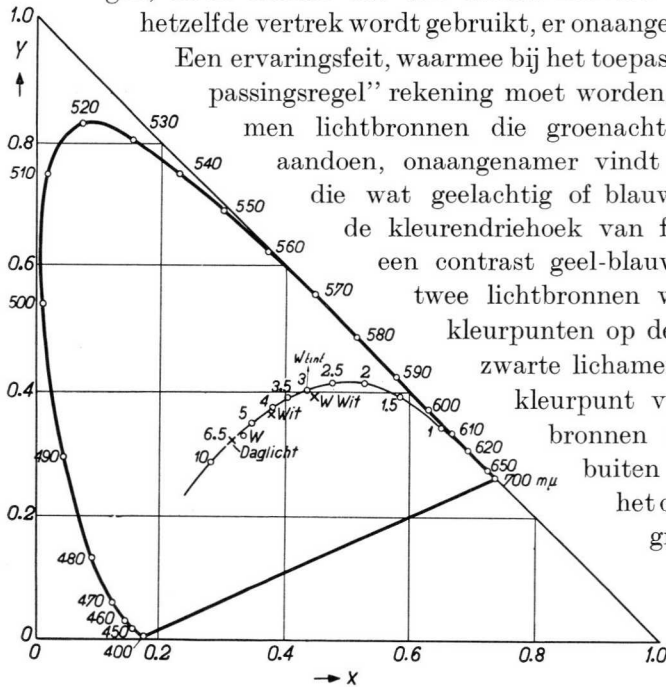 hetzelfde vertrek wordt gebruikt, er onaange
Een ervaringsfeit, waarmee bij het toepas
passingsregel” rekening moet worden
men lichtbronnen die groenacht
aandoen, onaangenamer vindt
die wat geelachtig of blauw
de kleurendriehoek van f
een contrast geel-blauw
twee lichtbronnen v
kleurpunten op de
zwarte lichame
kleurpunt v
bronnen
buiten
het o
gr
1.0
Y
520
530
0.8
540
510
550
560
0.6
570
500
580
Wtint
2.5
2
590
3
0.4
3.5
W Wit
1.5
600
4
Wit
5
1
610
W
620
6.5
Daglicht
650
490
10
700 mµ
0.2
480
470
460
450
0
400
0
0.2
0.4
0.6
0.8
1.0
X